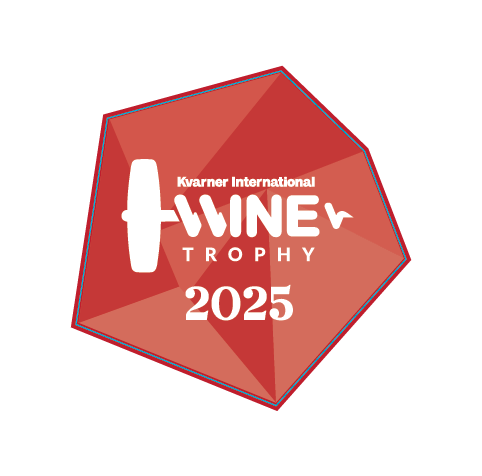 Kvarner International
WINE
TROPHY
2025